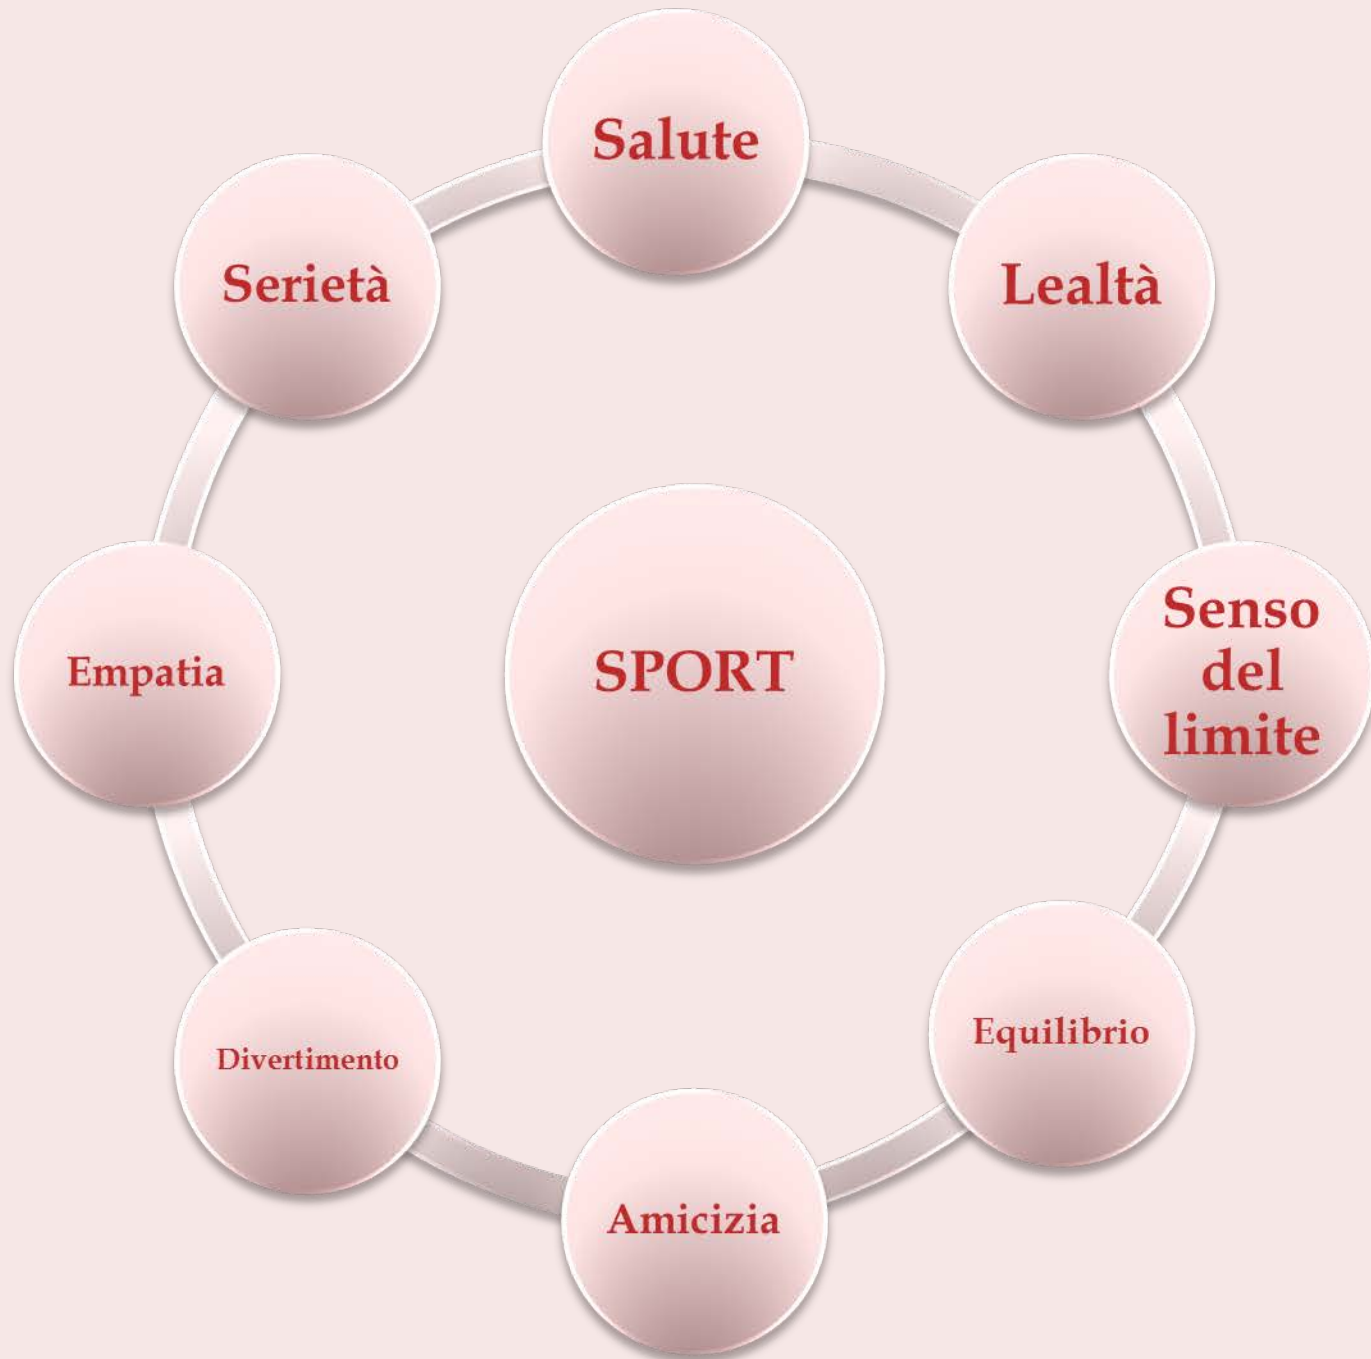 Salute
Serietà
Lealtà
Senso
del
limite
Empatia
SPORT
Equilibrio
Divertimento
Amicizia